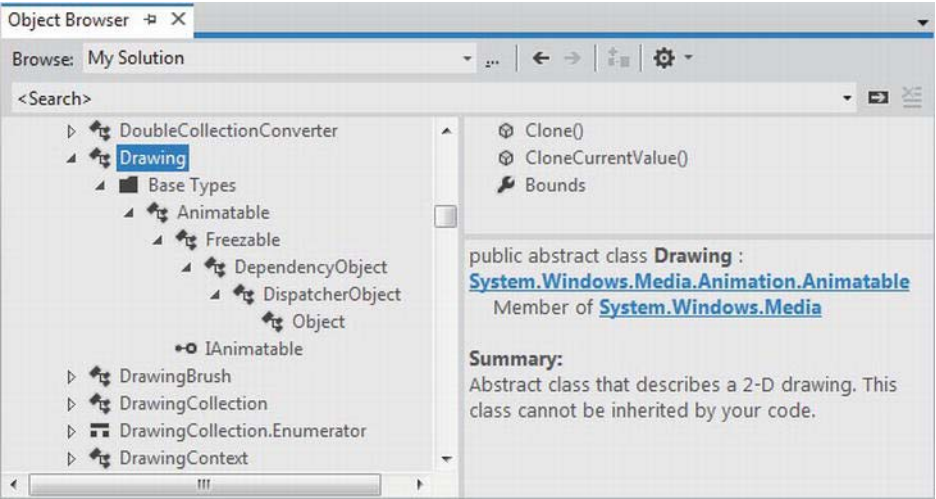 Object Browser
Browse: My Solution
...
<Search>
DoubleCollectionConverter
Drawing
Base Types
Animatable
Freezable
DependencyObject
DispatcherObject
Object
IAnimatable
DrawingBrush
DrawingCollection
DrawingCollection.Enumerator
DrawingContext
Clone()
CloneCurrentValue()
Bounds
public abstract class Drawing :
System.Windows.Media.Animation.Animatable
Member of System.Windows.Media
Summary:
Abstract class that describes a 2-D drawing. This
class cannot be inherited by your code.